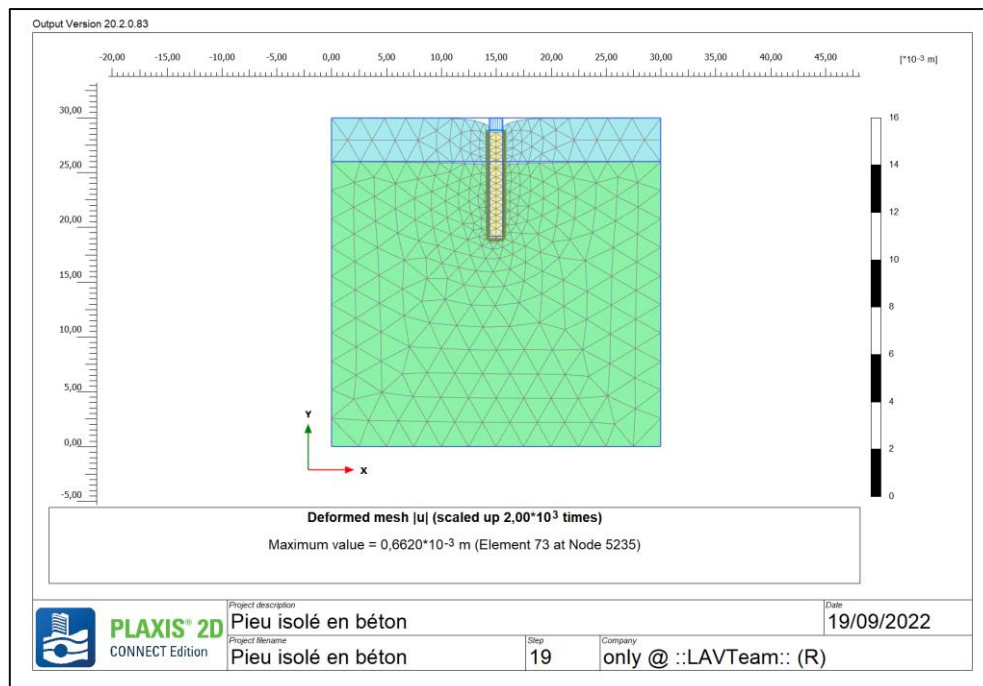 Output Version 20.2.0.83
-20,00 -15,00 -10,00 -5,00 0,00 5,00 10,00 15,00 20,00 25,00 30,00 35,00 40,00 45,00
[*10-3 m]
30,00
25,00
20,00
15,00
10,00
5,00
0,00
-5,00
16
14
12
10
8
6
4
2
0
Y
X
Deformed mesh |u| (scaled up 2,00*10³ times)
Maximum value = 0,6620*10-3 m (Element 73 at Node 5235)
PLAXIS® 2D
CONNECT Edition
Project description
Pieu isolé en béton
Date
19/09/2022
Project filename
Pieu isolé en béton
Step
19
Company
only @ ::LAVTeam:: (R)